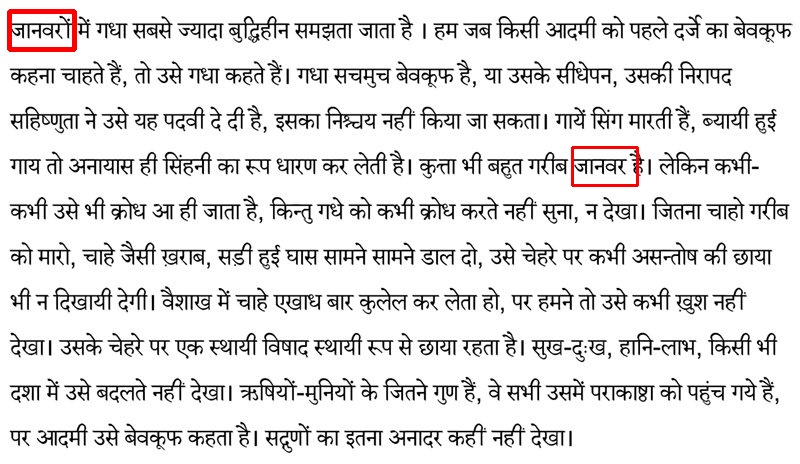 जानवरों में गधा सबसे ज्यादा बुद्धिहीन समझता जाता है । हम जब किसी आदमी को पहले दर्जे का बेवकूफ
कहना चाहते हैं, तो उसे गधा कहते हैं। गधा सचमुच बेवकूफ है, या उसके सीधेपन, उसकी निरापद
सहिष्णुता ने उसे यह पदवी दे दी है, इसका निश्चय नहीं किया जा सकता। गायें सिंग मारती हैं, ब्यायी हुई
गाय तो अनायास ही सिंहनी का रूप धारण कर लेती है। कुत्ता भी बहुत गरीब जानवर है। लेकिन कभी-
कभी उसे भी क्रोध आ ही जाता है, किन्तु गधे को कभी क्रोध करते नहीं सुना, न देखा। जितना चाहो गरीब
को मारो, चाहे जैसी ख़राब, सड़ी हुई घास सामने सामने डाल दो, उसे चेहरे पर कभी असन्तोष की छाया
भी न दिखायी देगी। वैशाख में चाहे एखाध बार कुलेल कर लेता हो, पर हमने तो उसे कभी ख़ुश नहीं
देखा। उसके चेहरे पर एक स्थायी विषाद स्थायी रूप से छाया रहता है। सुख-दुःख, हानि-लाभ, किसी भी
दशा में उसे बदलते नहीं देखा। ऋषियों-मुनियों के जितने गुण हैं, वे सभी उसमें पराकाष्ठा को पहुंच गये हैं,
पर आदमी उसे बेवकूफ कहता है। सद्गुणों का इतना अनादर कहीं नहीं देखा।